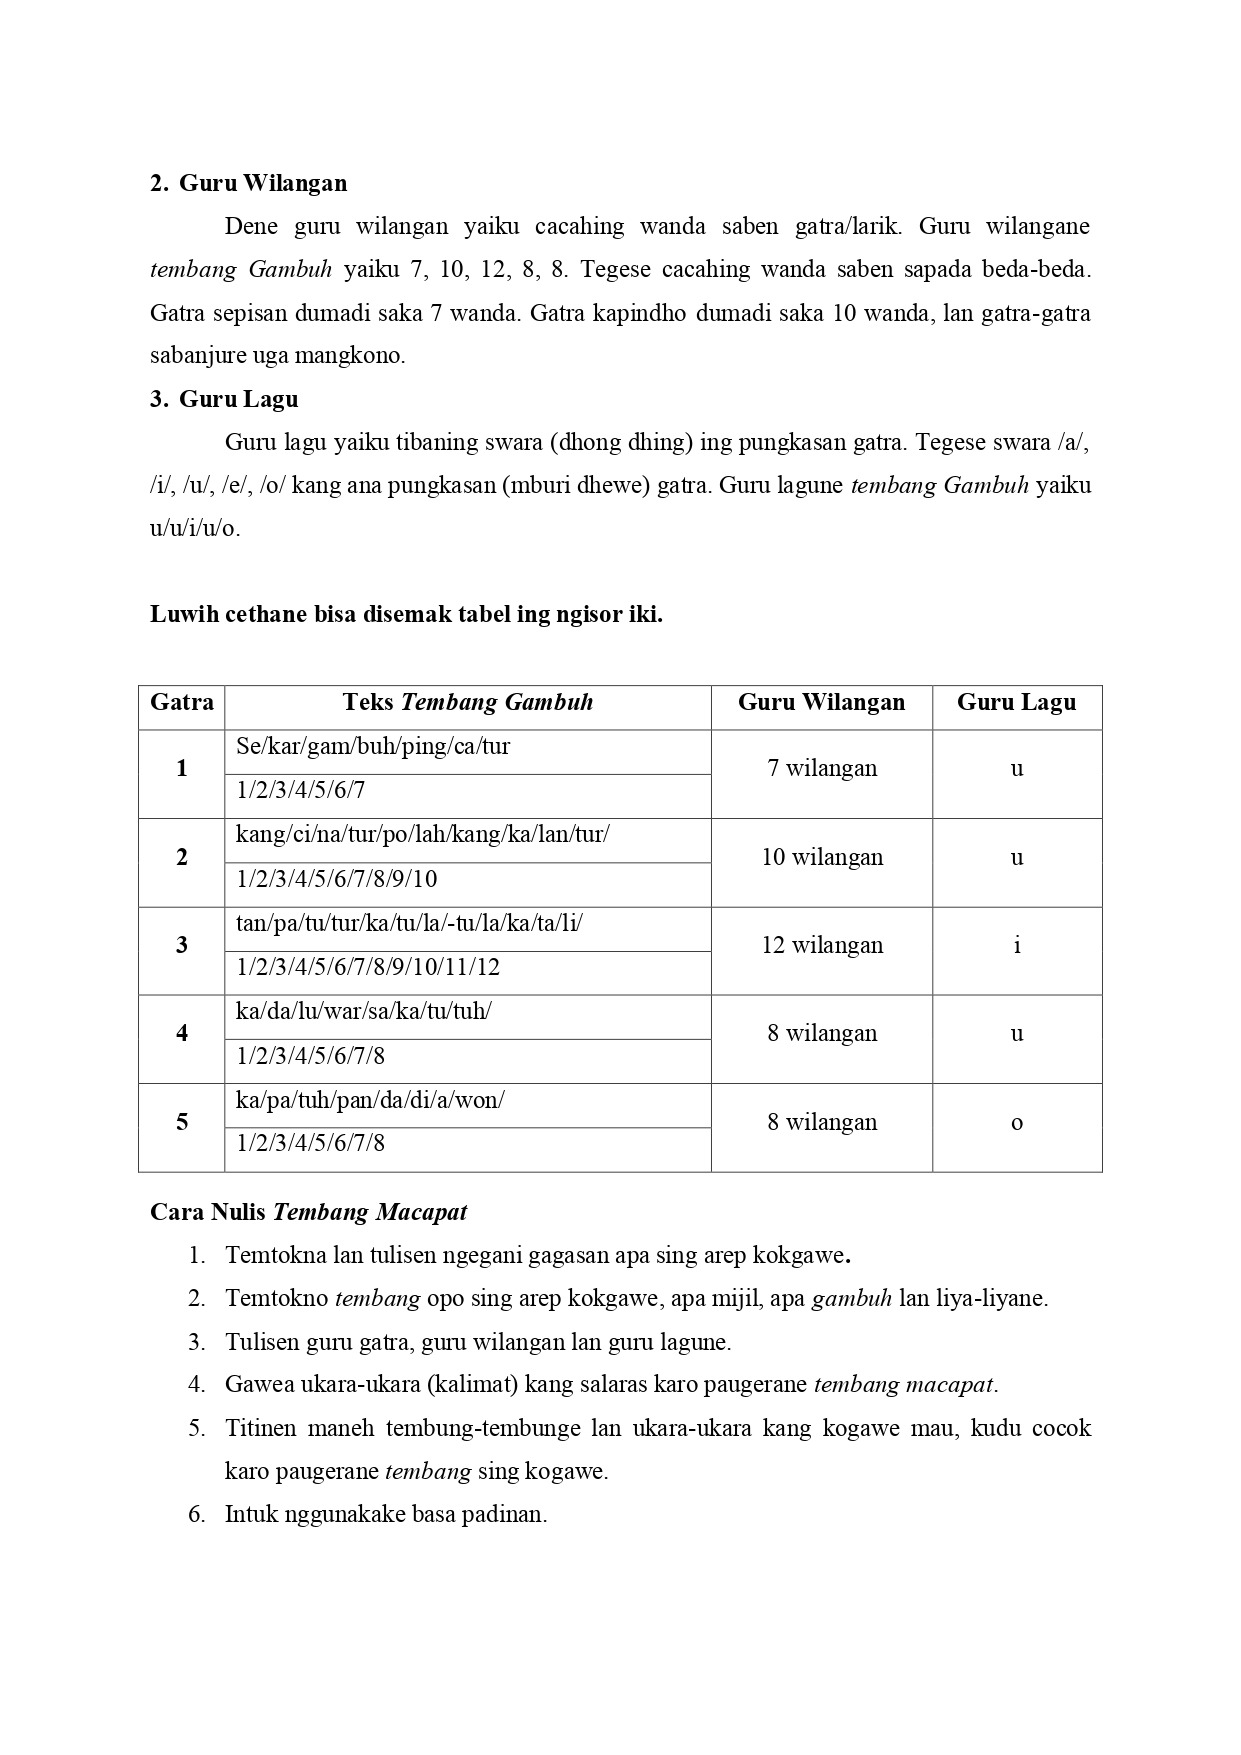 2. Guru Wilangan
Dene guru wilangan yaiku cacahing wanda saben gatra/larik. Guru wilangane
tembang Gambuh yaiku 7, 10, 12, 8, 8. Tegese cacahing wanda saben sapada beda-beda.
Gatra sepisan dumadi saka 7 wanda. Gatra kapindho dumadi saka 10 wanda, lan gatra-gatra
sabanjure uga mangkono.
3. Guru Lagu
Guru lagu yaiku tibaning swara (dhong dhing) ing pungkasan gatra. Tegese swara /a/,
/i/, /u/, /e/, /o/ kang ana pungkasan (mburi dhewe) gatra. Guru lagune tembang Gambuh yaiku
u/u/i/u/o.
Luwih cethane bisa disemak tabel ing ngisor iki.
Gatra Teks Tembang Gambuh Guru Wilangan Guru Lagu
1 Se/kar/gam/buh/ping/ca/tur 7 wilangan u
1/2/3/4/5/6/7
2 kang/ci/na/tur/po/lah/kang/ka/lan/tur/ 10 wilangan u
1/2/3/4/5/6/7/8/9/10
3 tan/pa/tu/tur/ka/tu/la/-tu/la/ka/ta/li/ 12 wilangan i
1/2/3/4/5/6/7/8/9/10/11/12
4 ka/da/lu/war/sa/ka/tu/tuh/ 8 wilangan u
1/2/3/4/5/6/7/8
5 ka/pa/tuh/pan/da/di/a/won/ 8 wilangan o
1/2/3/4/5/6/7/8
Cara Nulis Tembang Macapat
1. Temtokna lan tulisen ngegani gagasan apa sing arep kokgawe.
2. Temtokno tembang opo sing arep kokgawe, apa mijil, apa gambuh lan liya-liyane.
3. Tulisen guru gatra, guru wilangan lan guru lagune.
4. Gawea ukara-ukara (kalimat) kang salaras karo paugerane tembang macapat.
5. Titinen maneh tembung-tembunge lan ukara-ukara kang kogawe mau, kudu cocok
karo paugerane tembang sing kogawe.
6. Intuk nggunakake basa padinan.